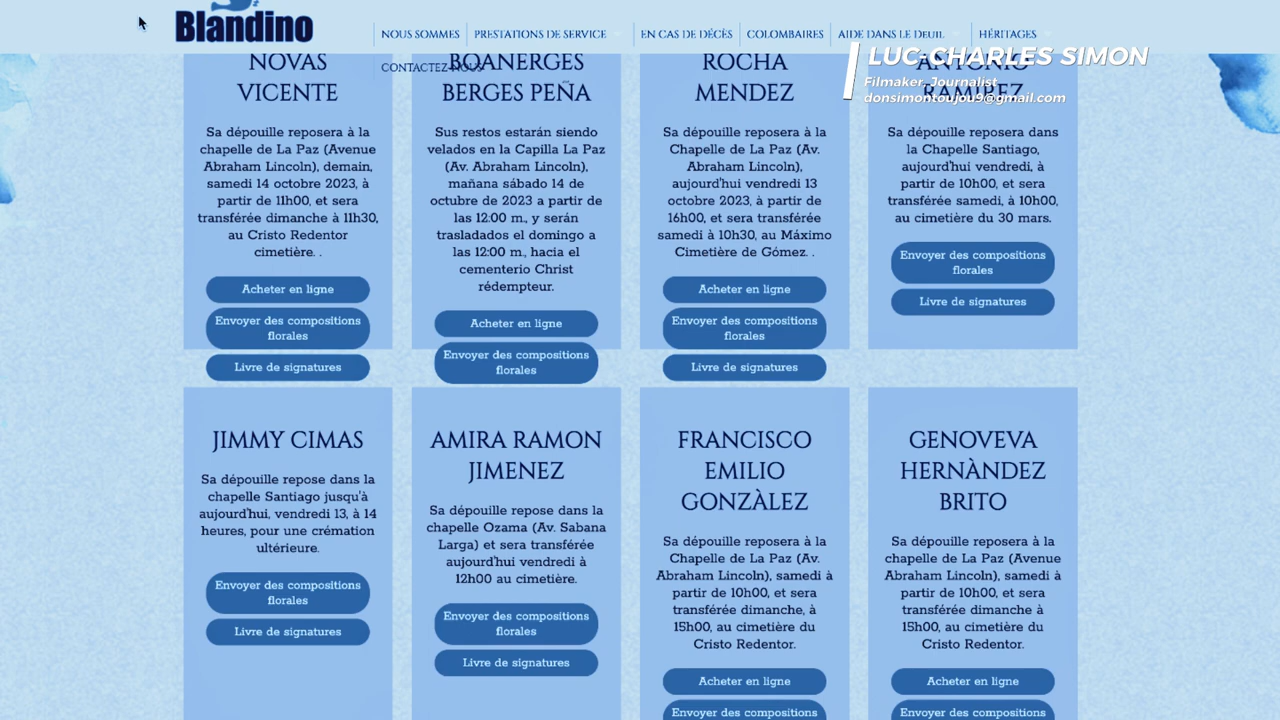 Blandino
NOUS SOMMES
PRESTATIONS DE SERVICE
EN CAS DE DÉCÈS
COLOMBAIRES
AIDE DANS LE DEUIL
HÉRITAGES
CONTACTEZ-NOUS
LUC-CHARLES SIMON
Filmaker_Journalist
donsimontoujou9@gmail.com
NOVAS
VICENTE
Sa dépouille reposera à la
chapelle de La Paz (Avenue
Abraham Lincoln), demain,
samedi 14 octobre 2023, à
partir de 11h00, et sera
transférée dimanche à 11h30,
au Cristo Redentor
cimetière. .
Acheter en ligne
Envoyer des compositions
florales
Livre de signatures
BOANERGES
BERGES PEÑA
Sus restos estarán siendo
velados en la Capilla La Paz
(Av. Abraham Lincoln),
mañana sábado 14 de
octubre de 2023 a partir de
las 12:00 m., y serán
trasladados el domingo a
las 12:00 m., hacia el
cementerio Christ
rédempteur.
Acheter en ligne
Envoyer des compositions
florales
ROCHA
MENDEZ
Sa dépouille reposera à la
Chapelle de La Paz (Av.
Abraham Lincoln),
aujourd'hui vendredi 13
octobre 2023, à partir de
16h00, et sera transférée
samedi à 10h30, au Máximo
Cimetière de Gómez. .
Acheter en ligne
Envoyer des compositions
florales
Livre de signatures
ANTONIO
RAMIREZ
Sa dépouille reposera dans
la Chapelle Santiago,
aujourd'hui vendredi, à
partir de 10h00, et sera
transférée samedi, à 10h00,
au cimetière du 30 mars.
Envoyer des compositions
florales
Livre de signatures
JIMMY CIMAS
Sa dépouille repose dans la
chapelle Santiago jusqu'à
aujourd'hui, vendredi 13, à 14
heures, pour une crémation
ultérieure.
Envoyer des compositions
florales
Livre de signatures
AMIRA RAMON
JIMENEZ
Sa dépouille repose dans la
chapelle Ozama (Av. Sabana
Larga) et sera transférée
aujourd'hui vendredi à
12h00 au cimetière.
Envoyer des compositions
florales
Livre de signatures
FRANCISCO
EMILIO
GONZÀLEZ
Sa dépouille reposera à la
Chapelle de La Paz (Av.
Abraham Lincoln), samedi à
partir de 10h00, et sera
transférée dimanche, à
15h00, au cimetière du
Cristo Redentor.
Acheter en ligne
Envoyer des compositions
GENOVEVA
HERNÀNDEZ
BRITO
Sa dépouille reposera à la
chapelle de La Paz (Avenue
Abraham Lincoln), samedi à
partir de 10h00, et sera
transférée dimanche à
15h00, au cimetière du
Cristo Redentor.
Acheter en ligne
Envoyer des compositions